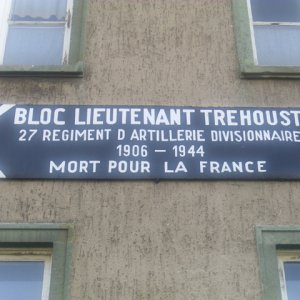 BLOC LIEUTENANT TREHOUST
27 REGIMENT D ARTILLERIE DIVISIONNAIRE
1906 – 1944
MORT POUR LA FRANCE